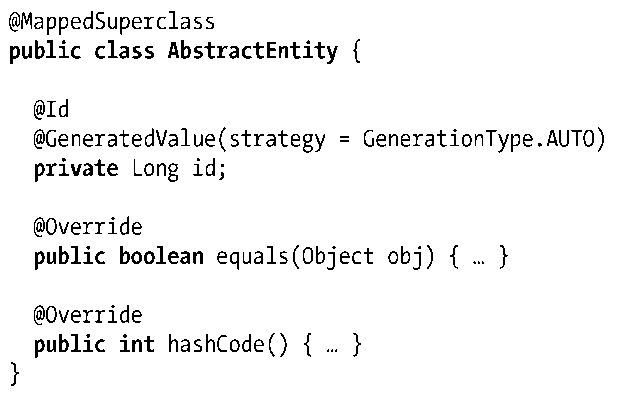 @MappedSuperclass
public class AbstractEntity {
@Id
@GeneratedValue(strategy = GenerationType.AUTO)
private Long id;
@Override
public boolean equals(Object obj) { … }
@Override
public int hashCode() { … }
}